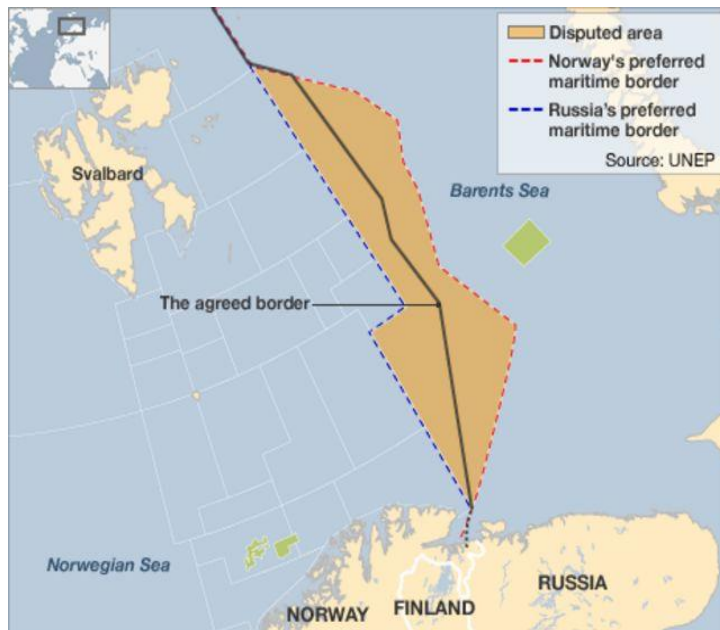 Disputed area
Norway's preferred
maritime border
Russia's preferred
maritime border
Source: UNEP
Svalbard
Barents Sea
The agreed border
Norwegian Sea
NORWAY
FINLAND
RUSSIA